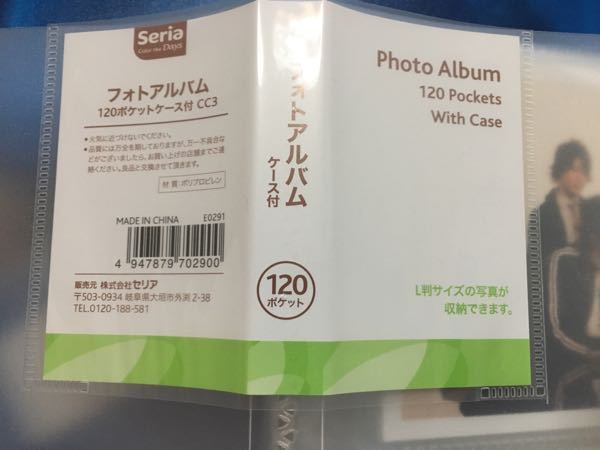 Seria
Color the Days
フォトアルバム
120ポケットケース付 CC3
●火気に近づけないでください。
●品質には万全を期しておりますが、万一不良合な
どがございましたら、お買い上げの店舗までご連
絡ください。良品と交換させて頂きます。
材質:ポリプロピレン
MADE IN CHINA E0291
4 947879 702900
販売元 株式会社セリア
〒503-0934 岐阜県大垣市外渕2-38
TEL.0120-188-581
フォトアルバム
ケース付
120
ポケット
Photo Album
120 Pockets
With Case
L判サイズの写真が
収納できます。